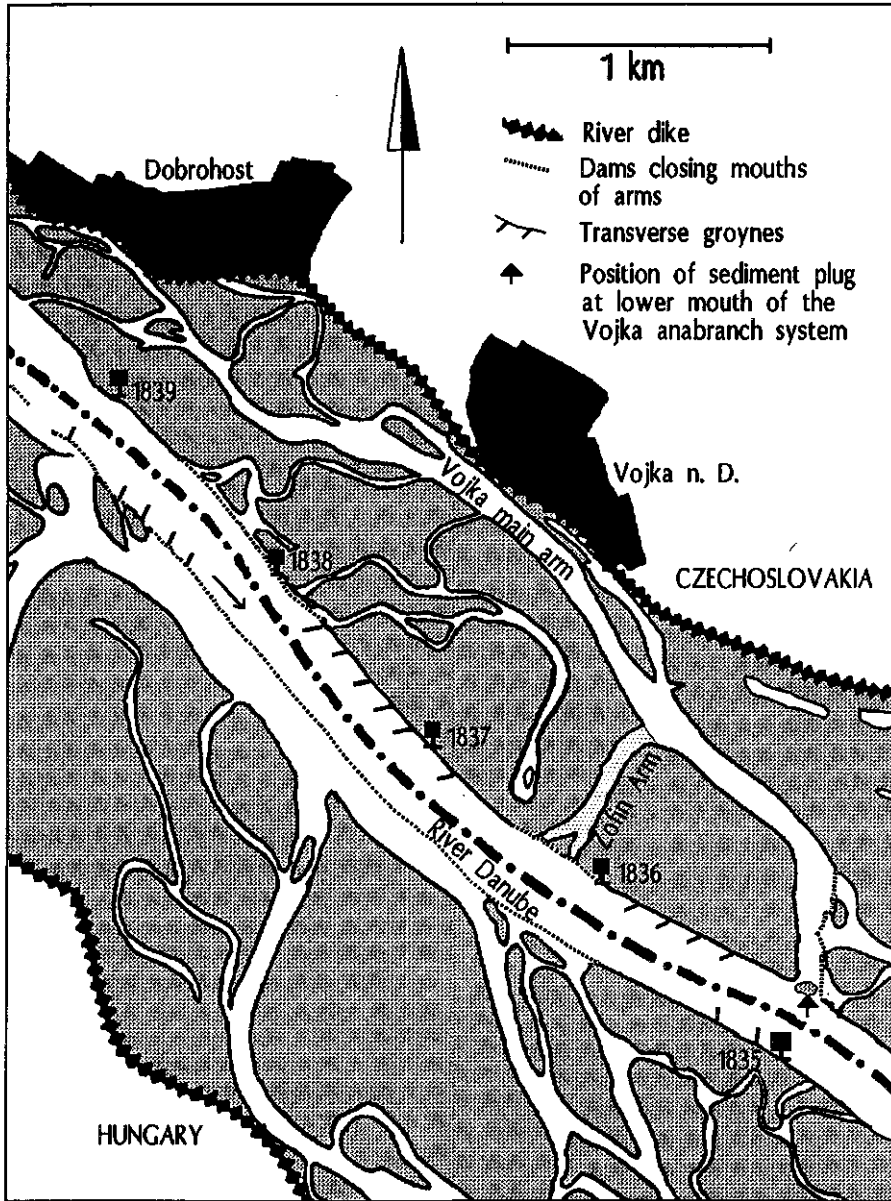 1 km
River dike
Dams closing mouths
of arms
Transverse groynes
Position of sediment plug
at lower mouth of the
Vojka anabranch system
Dobrohost
1839
Vojka n. D.
Vojka main arm
1838
CZECHOSLOVAKIA
1837
Zofin Arm
River Danube
1836
1835
HUNGARY